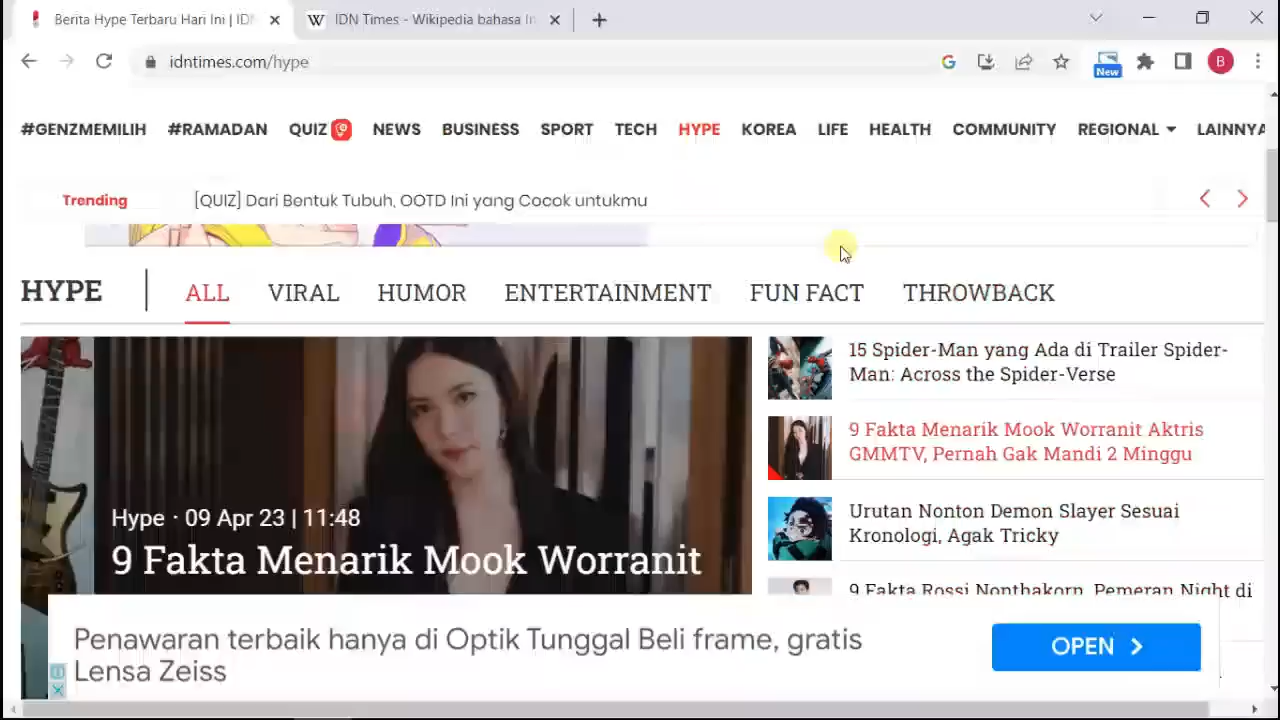 Berita Hype Terbaru Hari Ini | IDN
IDN Times - Wikipedia bahasa In
idntimes.com/hype
New
B
#GENZMEMILIH #RAMADAN QUIZ NEWS BUSINESS SPORT TECH HYPE KOREA LIFE HEALTH COMMUNITY REGIONAL LAINNYA
Trending [QUIZ] Dari Bentuk Tubuh, OOTD Ini yang Cocok untukmu
HYPE ALL VIRAL HUMOR ENTERTAINMENT FUN FACT THROWBACK
Hype · 09 Apr 23 | 11:48
9 Fakta Menarik Mook Worranit
15 Spider-Man yang Ada di Trailer Spider-
Man: Across the Spider-Verse
9 Fakta Menarik Mook Worranit Aktris
GMMTV, Pernah Gak Mandi 2 Minggu
Urutan Nonton Demon Slayer Sesuai
Kronologi, Agak Tricky
9 Fakta Rossi Nonthakorn, Pemeran Night di
Penawaran terbaik hanya di Optik Tunggal Beli frame, gratis
Lensa Zeiss
OPEN